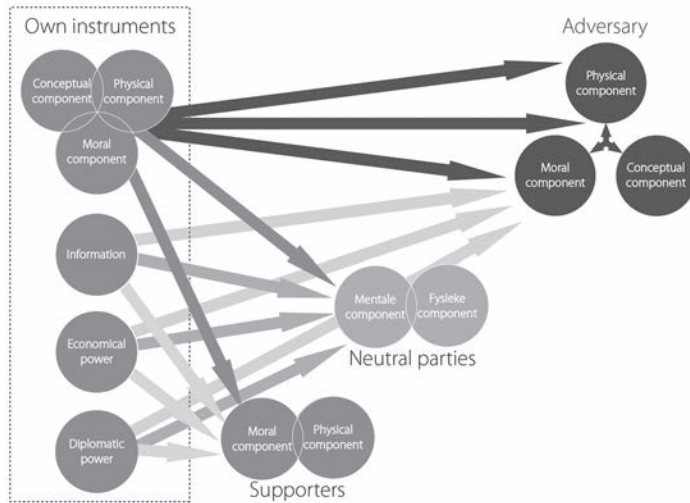 Own instruments
Adversary
Conceptual
component
Physical
component
Moral
component
Physical
component
Moral
component
Conceptual
component
Information
Mentale
component
Fysieke
component
Neutral parties
Economical
power
Diplomatic
power
Moral
component
Physical
component
Supporters